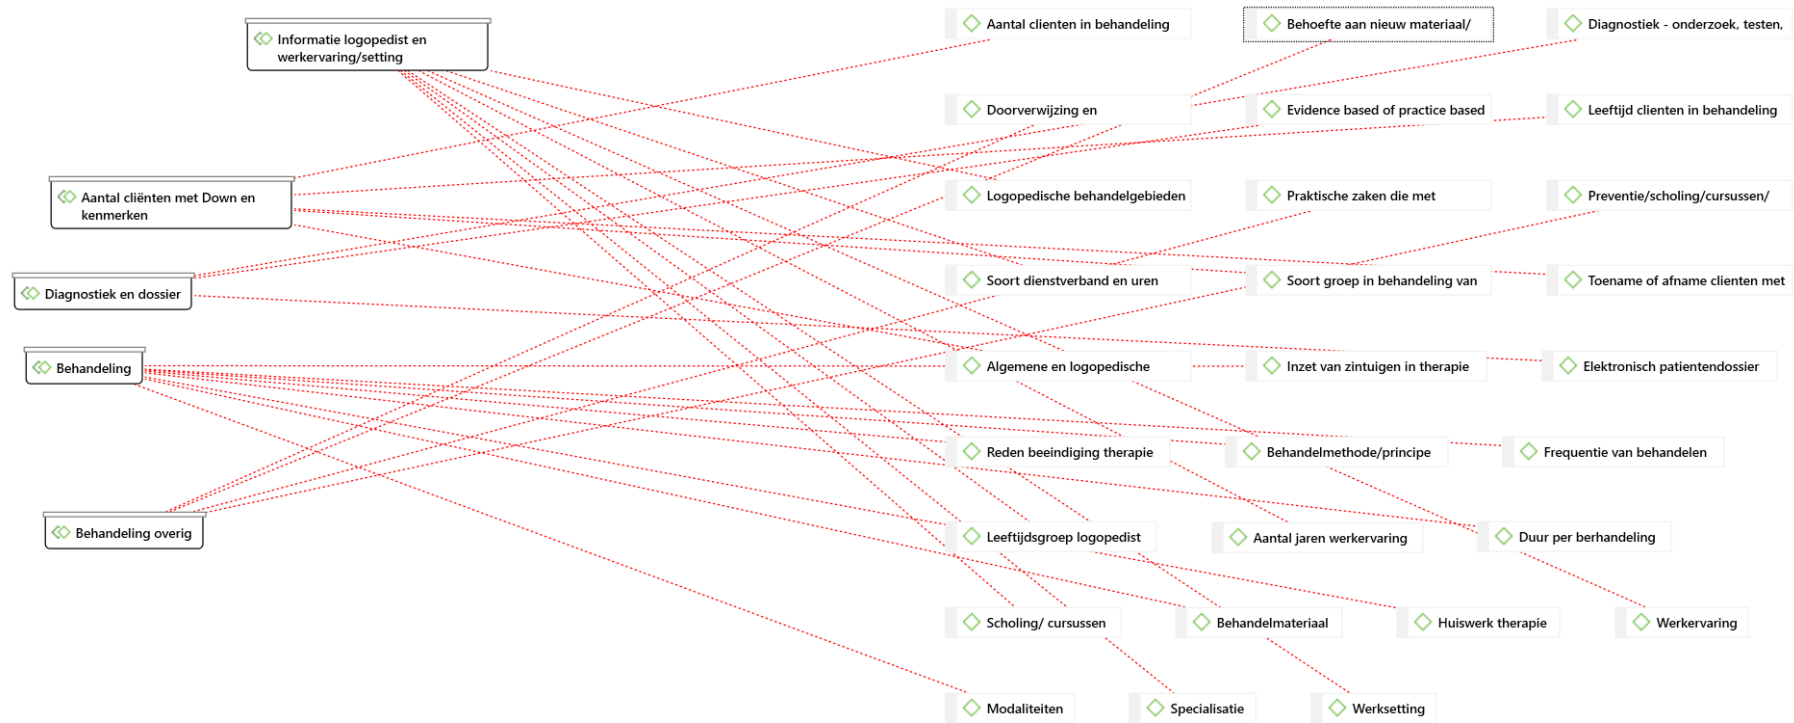 Informatie logopedist en
werkervaring/setting
Aantal cliënten met Down en
kenmerken
Diagnostiek en dossier
Behandeling
Behandeling overig
Aantal clienten in behandeling
Behoefte aan nieuw materiaal/
Diagnostiek - onderzoek, testen,
Doorverwijzing en
Evidence based of practice based
Leeftijd clienten in behandeling
Logopedische behandelgebieden
Praktische zaken die met
Preventie/scholing/cursussen/
Soort dienstverband en uren
Soort groep in behandeling van
Toename of afname clienten met
Algemene en logopedische
Inzet van zintuigen in therapie
Elektronisch patientendossier
Reden beeindiging therapie
Behandelmethode/principe
Frequentie van behandelen
Leeftijdsgroep logopedist
Aantal jaren werkervaring
Duur per berhandeling
Scholing/ cursussen
Behandelmateriaal
Huiswerk therapie
Werkervaring
Modaliteiten
Specialisatie
Werksetting